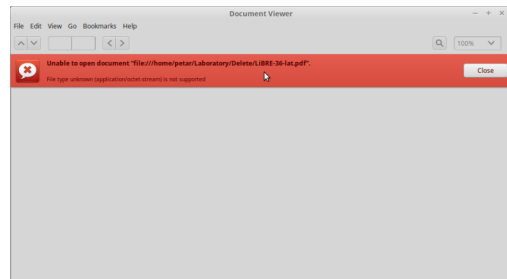 Document Viewer
File Edit View Go Bookmarks Help
100%
Unable to open document "file:///home/petar/Laboratory/Delete/LiBRE-36-lat.pdf".
Close
File type unknown (application/octet-stream) is not supported